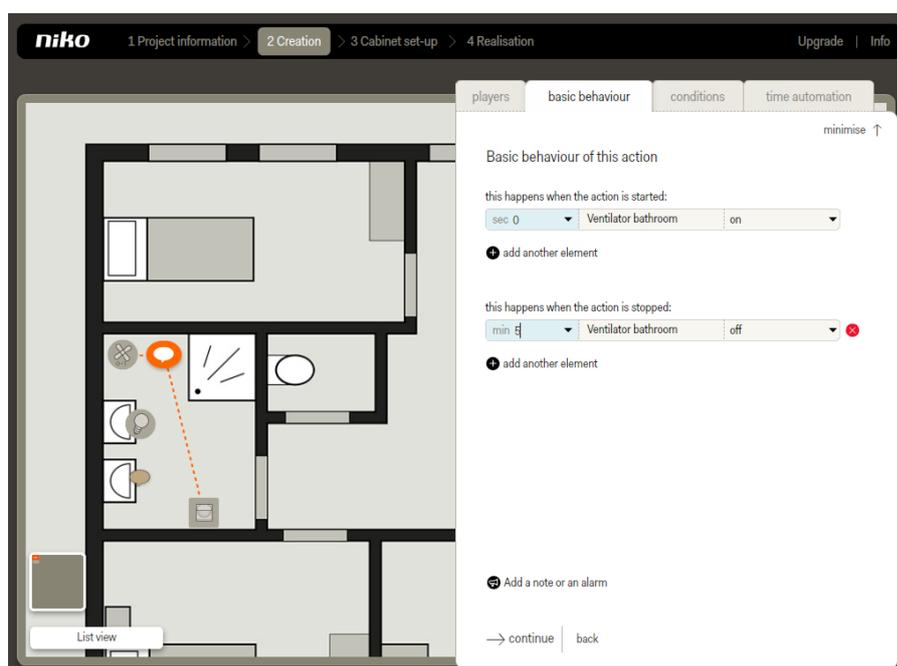 niko 1 Project information 2 Creation 3 Cabinet set-up 4 Realisation Upgrade | Info
players basic behaviour conditions time automation
minimise ↑
Basic behaviour of this action
this happens when the action is started:
sec 0 Ventilator bathroom on
add another element
this happens when the action is stopped:
min 5 Ventilator bathroom off
add another element
Add a note or an alarm
List view
continue back